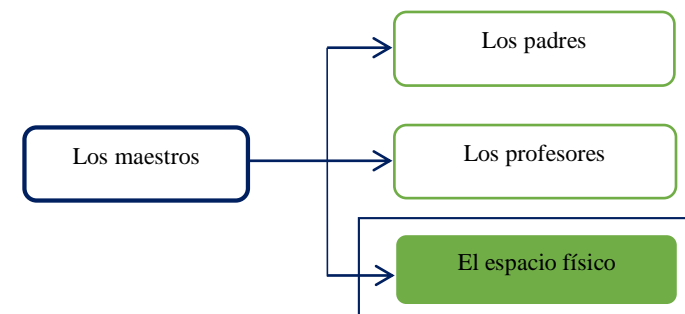 Los padres
Los maestros
Los profesores
El espacio físico